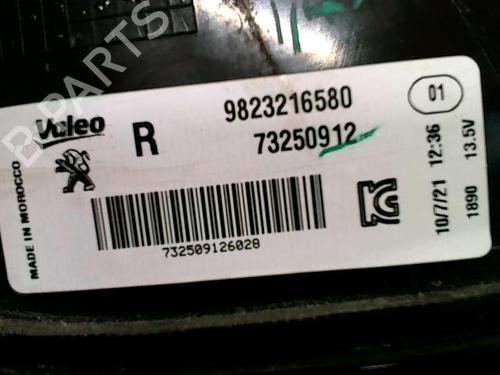 B-PARTS
Valeo
R
9823216580
73250912
01
MADE IN MOROCCO
732509126028
10/7/21 12:36
1890 13.5V